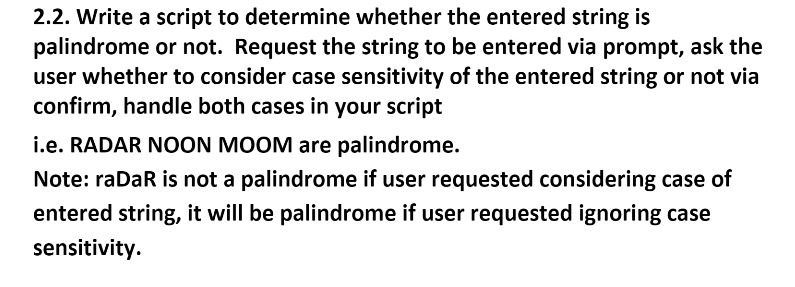 2.2. Write a script to determine whether the entered string is
palindrome or not.  Request the string to be entered via prompt, ask the
user whether to consider case sensitivity of the entered string or not via
confirm, handle both cases in your script
i.e. RADAR NOON MOOM are palindrome.
Note: raDaR is not a palindrome if user requested considering case of
entered string, it will be palindrome if user requested ignoring case
sensitivity.